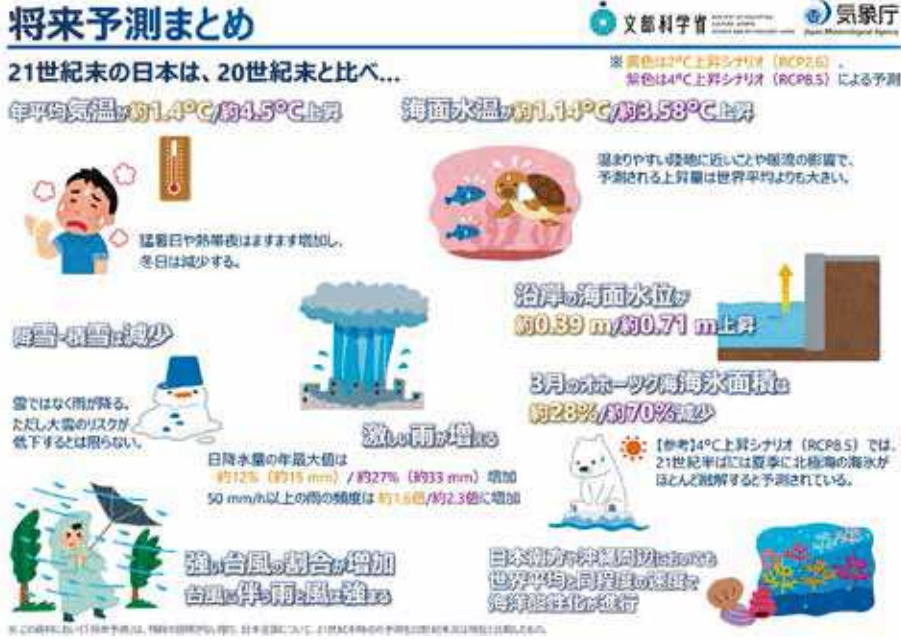 将来予測まとめ
文部科学省
気象庁
Japan Meteorological Agency
21世紀末の日本は、20世紀末と比べ...
※ 黄色は2℃上昇シナリオ（RCP2.6）、
紫色は4℃上昇シナリオ（RCP8.5）による予測
年平均気温が約1.4℃/約4.5℃上昇
海面水温が約1.14℃/約3.58℃上昇
温まりやすい陸地に近いことや暖流の影響で、
予測される上昇量は世界平均よりも大きい。
猛暑日や熱帯夜はますます増加し、
冬日は減少する。
沿岸の海面水位が
約0.39 m/約0.71 m上昇
降雪・積雪は減少
雪ではなく雨が降る。
ただし大雪のリスクが
低下するとは限らない。
3月のオホーツク海海氷面積は
約28%/約70%減少
激しい雨が増える
日降水量の年最大値は
約12%（約15 mm）/約27%（約33 mm）増加
50 mm/h以上の雨の頻度は 約1.6倍/約2.3倍に増加
【参考】4℃上昇シナリオ（RCP8.5）では、
21世紀半ばには夏季に北極海の海氷が
ほとんど融解すると予測されている。
強い台風の割合が増加
台風に伴う雨と風は強まる
日本南方や沖縄周辺においても
世界平均と同程度の速度で
海洋酸性化が進行